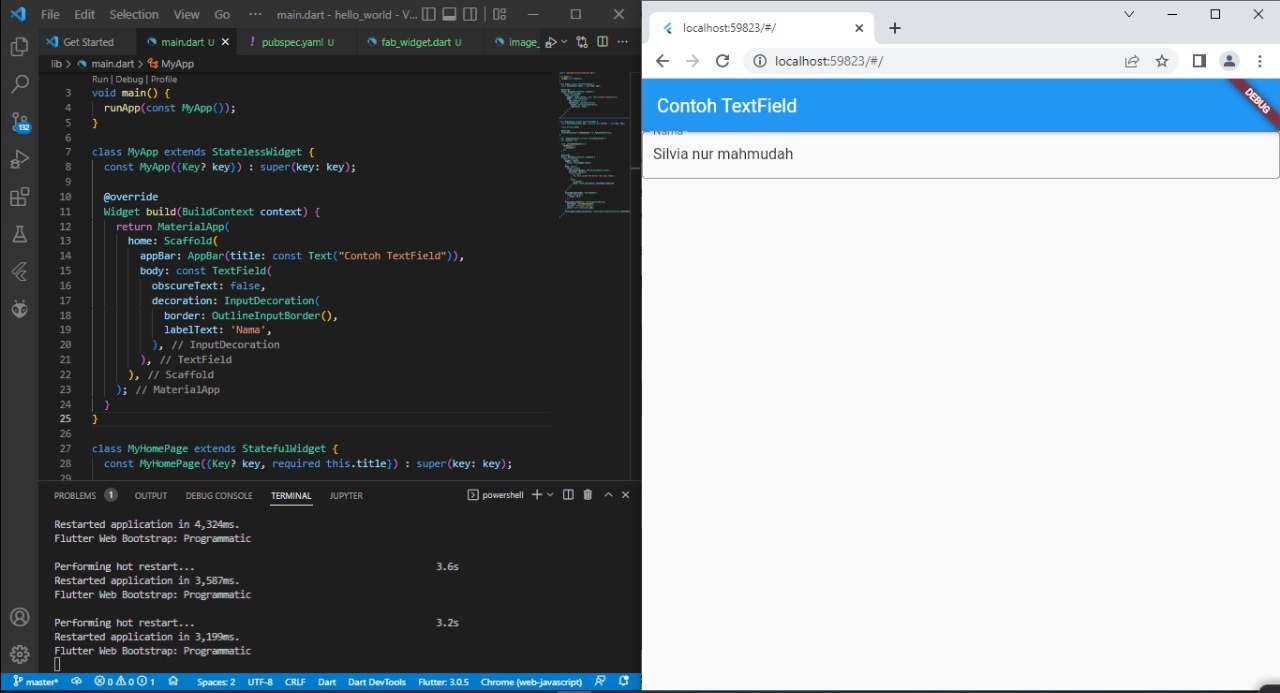 File Edit Selection View Go ··· main.dart - hello_world - V...
Get Started main.dart U pubspec.yaml U fab_widget.dart U image_
lib > main.dart > MyApp
Run | Debug | Profile
3 void main() {
4 runApp(const MyApp());
5 }
6
7 class MyApp extends StatelessWidget {
8 const MyApp({Key? key}) : super(key: key);
9
10 @override
11 Widget build(BuildContext context) {
12 return MaterialApp(
13 home: Scaffold(
14 appBar: AppBar(title: const Text("Contoh TextField")),
15 body: const TextField(
16 obscureText: false,
17 decoration: InputDecoration(
18 border: OutlineInputBorder(),
19 labelText: 'Nama',
20 ), // InputDecoration
21 ), // TextField
22 ), // Scaffold
23 ); // MaterialApp
24 }
25 }
26
27 class MyHomePage extends StatefulWidget {
28 const MyHomePage({Key? key, required this.title}) : super(key: key);
29
132
PROBLEMS 1 OUTPUT DEBUG CONSOLE TERMINAL JUPYTER powershell
Restarted application in 4,324ms.
Flutter Web Bootstrap: Programmatic
Performing hot restart... 3.6s
Restarted application in 3,587ms.
Flutter Web Bootstrap: Programmatic
Performing hot restart... 3.2s
Restarted application in 3,199ms.
Flutter Web Bootstrap: Programmatic
master* 0 0 1 Spaces: 2 UTF-8 CRLF Dart Dart DevTools Flutter: 3.0.5 Chrome (web-javascript)
localhost:59823/#/
localhost:59823/#/
Contoh TextField
DEBUG
Nama
Silvia nur mahmudah